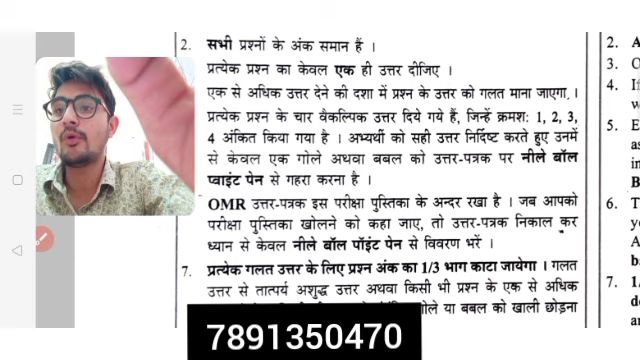 2. सभी प्रश्नों के अंक समान हैं ।
प्रत्येक प्रश्न का केवल एक ही उत्तर दीजिए ।
एक से अधिक उत्तर देने की दशा में प्रश्न के उत्तर को गलत माना जाएगा ।
प्रत्येक प्रश्न के चार वैकल्पिक उत्तर दिये गये हैं, जिन्हें क्रमश: 1, 2, 3,
4 अंकित किया गया है । अभ्यर्थी को सही उत्तर निर्दिष्ट करते हुए उनमें
से केवल एक गोले अथवा बबल को उत्तर-पत्रक पर नीले बॉल
प्वाइंट पेन से गहरा करना है ।
OMR उत्तर-पत्रक इस परीक्षा पुस्तिका के अन्दर रखा है । जब आपको
परीक्षा पुस्तिका खोलने को कहा जाए, तो उत्तर-पत्रक निकाल कर
ध्यान से केवल नीले बॉल पॉइंट पेन से विवरण भरें ।
7. प्रत्येक गलत उत्तर के लिए प्रश्न अंक का 1/3 भाग काटा जायेगा । गलत
उत्तर से तात्पर्य अशुद्ध उत्तर अथवा किसी भी प्रश्न के एक से अधिक
गोले या बबल को खाली छोड़ना
2. A
3. O
4. If
w
5. E
as
in
B
6. T
yo
A
b
7. 1/
d
a
7891350470